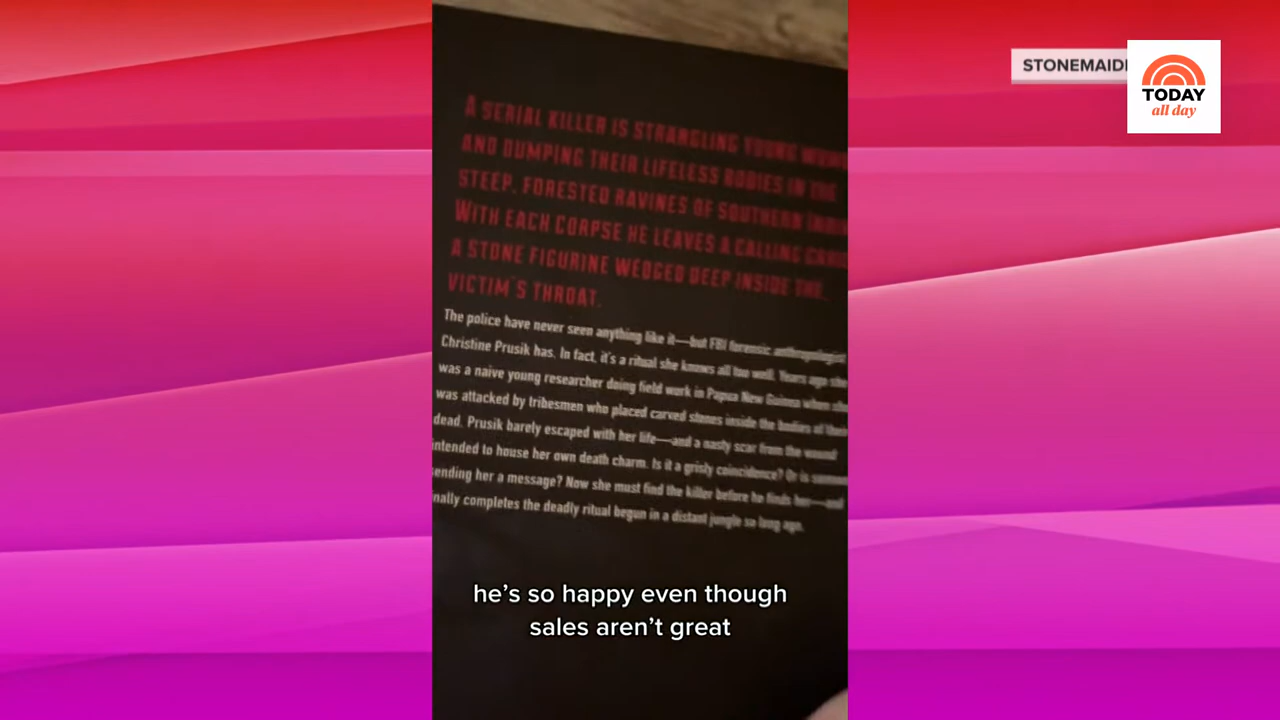 STONEMAID
TODAY
all day
A SERIAL KILLER IS STRANGLING YOUNG
AND DUMPING THEIR LIFELESS BODIES IN THE
STEEP, FORESTED RAVINES OF SOUTHERN
WITH EACH CORPSE HE LEAVES A CALLING
A STONE FIGURINE WEDGED DEEP INSIDE THE
VICTIM'S THROAT.
The police have never seen anything like it—but FBI forensic anthropologist
Christine Prusik has. In fact, it's a ritual she knows all too well. Years ago she
was a naive young researcher doing field work in Papua New Guinea when she
was attacked by tribesmen who placed carved stones inside the bodies of their
dead. Prusik barely escaped with her life—and a nasty scar from the wound
intended to house her own death charm. Is it a grisly coincidence? Or is
ending her a message? Now she must find the killer before he finds her—and
nally completes the deadly ritual begun in a distant jungle so long ago.
he's so happy even though
sales aren't great